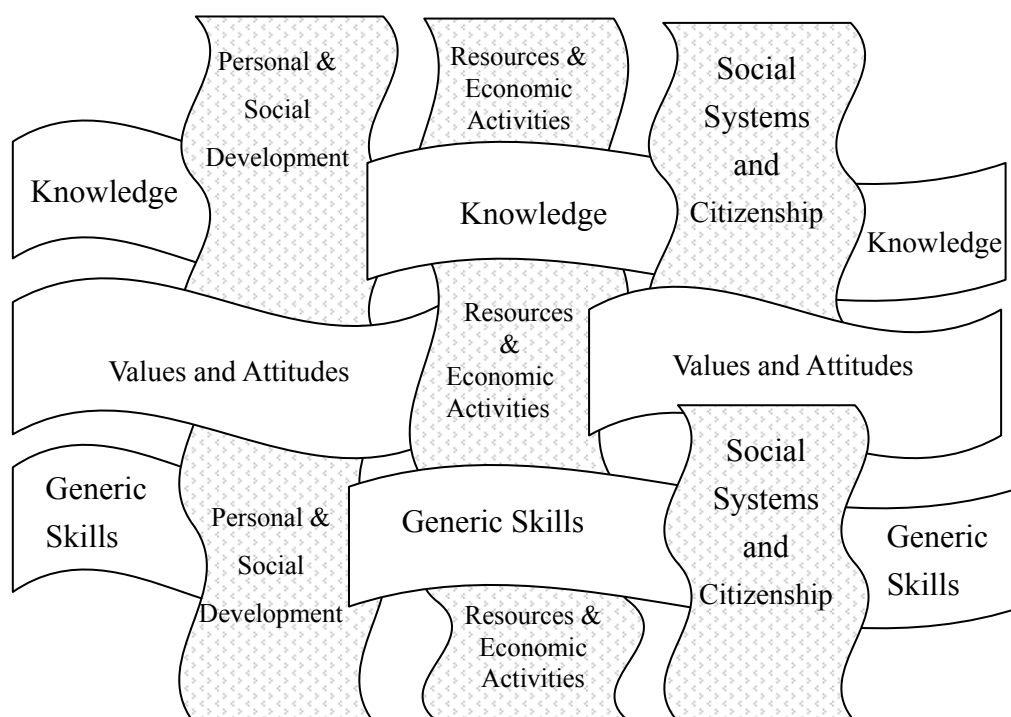 Personal &
Social
Development
Resources &
Economic
Activities
Social
Systems
and
Citizenship
Knowledge
Knowledge
Knowledge
Values and Attitudes
Resources
&
Economic
Activities
Values and Attitudes
Generic
Skills
Personal &
Social
Development
Generic Skills
Social
Systems
and
Citizenship
Generic
Skills
Resources &
Economic
Activities